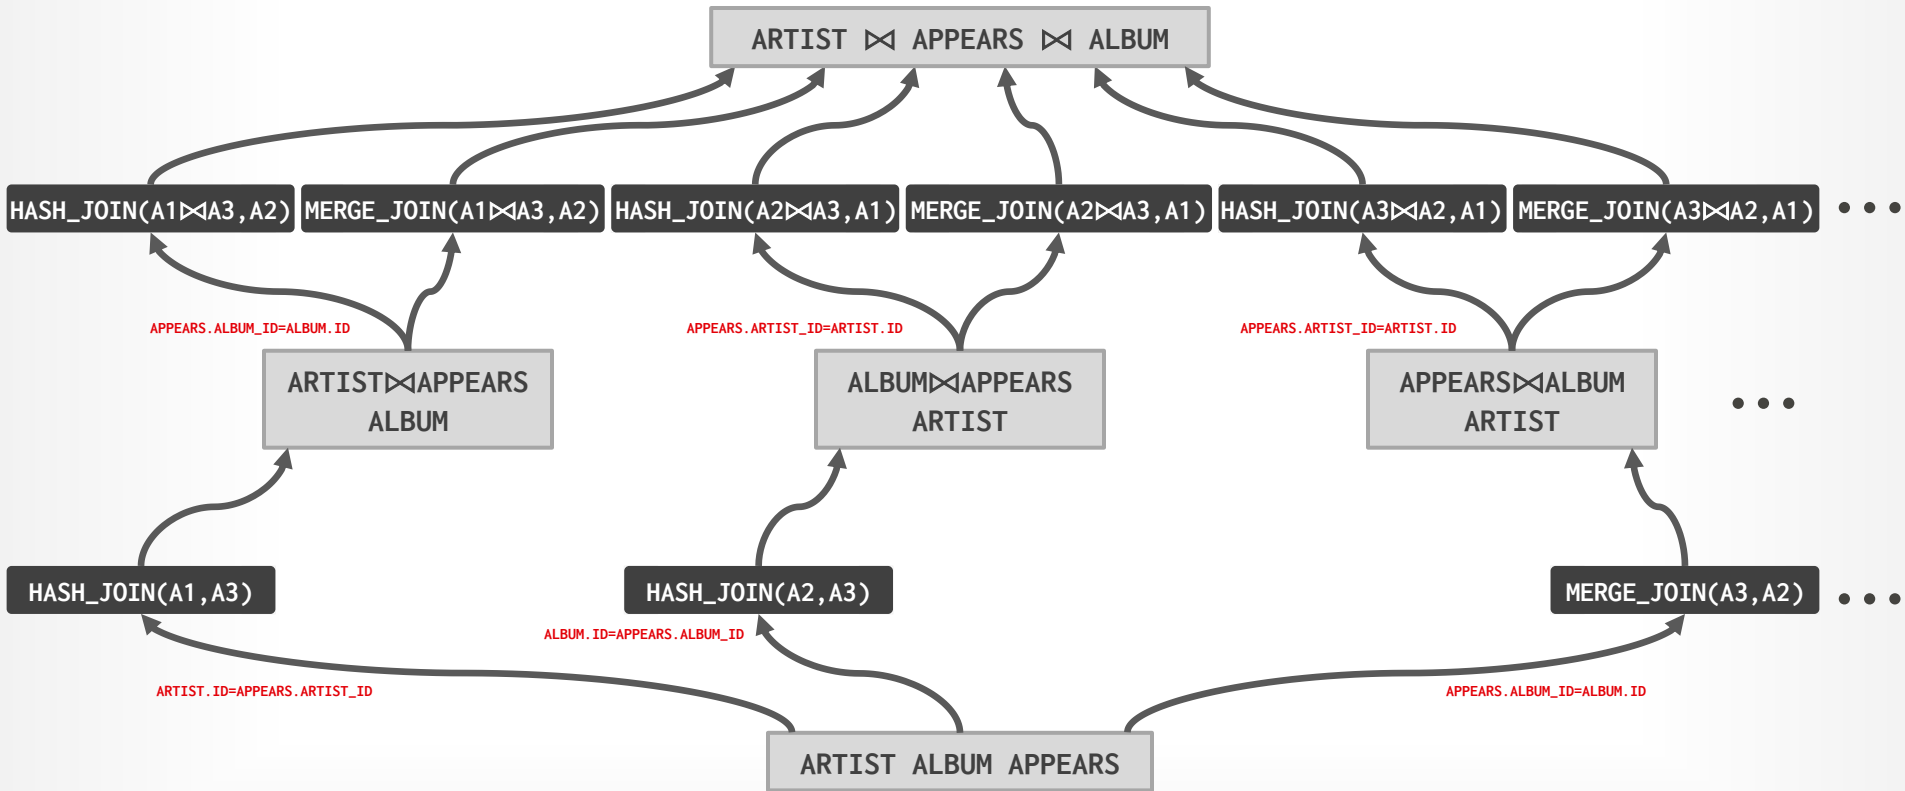 ARTIST ⋈ APPEARS ⋈ ALBUM
HASH_JOIN(A1⋈A3,A2)
MERGE_JOIN(A1⋈A3,A2)
HASH_JOIN(A2⋈A3,A1)
MERGE_JOIN(A2⋈A3,A1)
HASH_JOIN(A3⋈A2,A1)
MERGE_JOIN(A3⋈A2,A1)
•••
APPEARS.ALBUM_ID=ALBUM.ID
APPEARS.ARTIST_ID=ARTIST.ID
APPEARS.ARTIST_ID=ARTIST.ID
ARTIST⋈APPEARS
ALBUM
ALBUM⋈APPEARS
ARTIST
APPEARS⋈ALBUM
ARTIST
•••
HASH_JOIN(A1,A3)
HASH_JOIN(A2,A3)
MERGE_JOIN(A3,A2)
•••
ALBUM.ID=APPEARS.ALBUM_ID
ARTIST.ID=APPEARS.ARTIST_ID
APPEARS.ALBUM_ID=ALBUM.ID
ARTIST ALBUM APPEARS